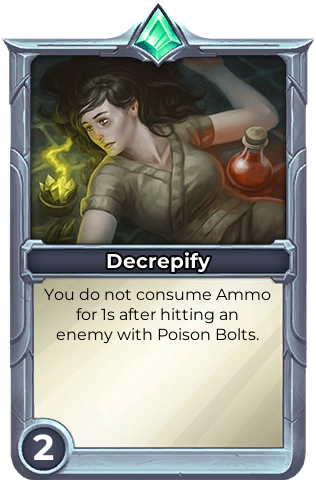 Decrepify
You do not consume Ammo
for 1s after hitting an
enemy with Poison Bolts.
2